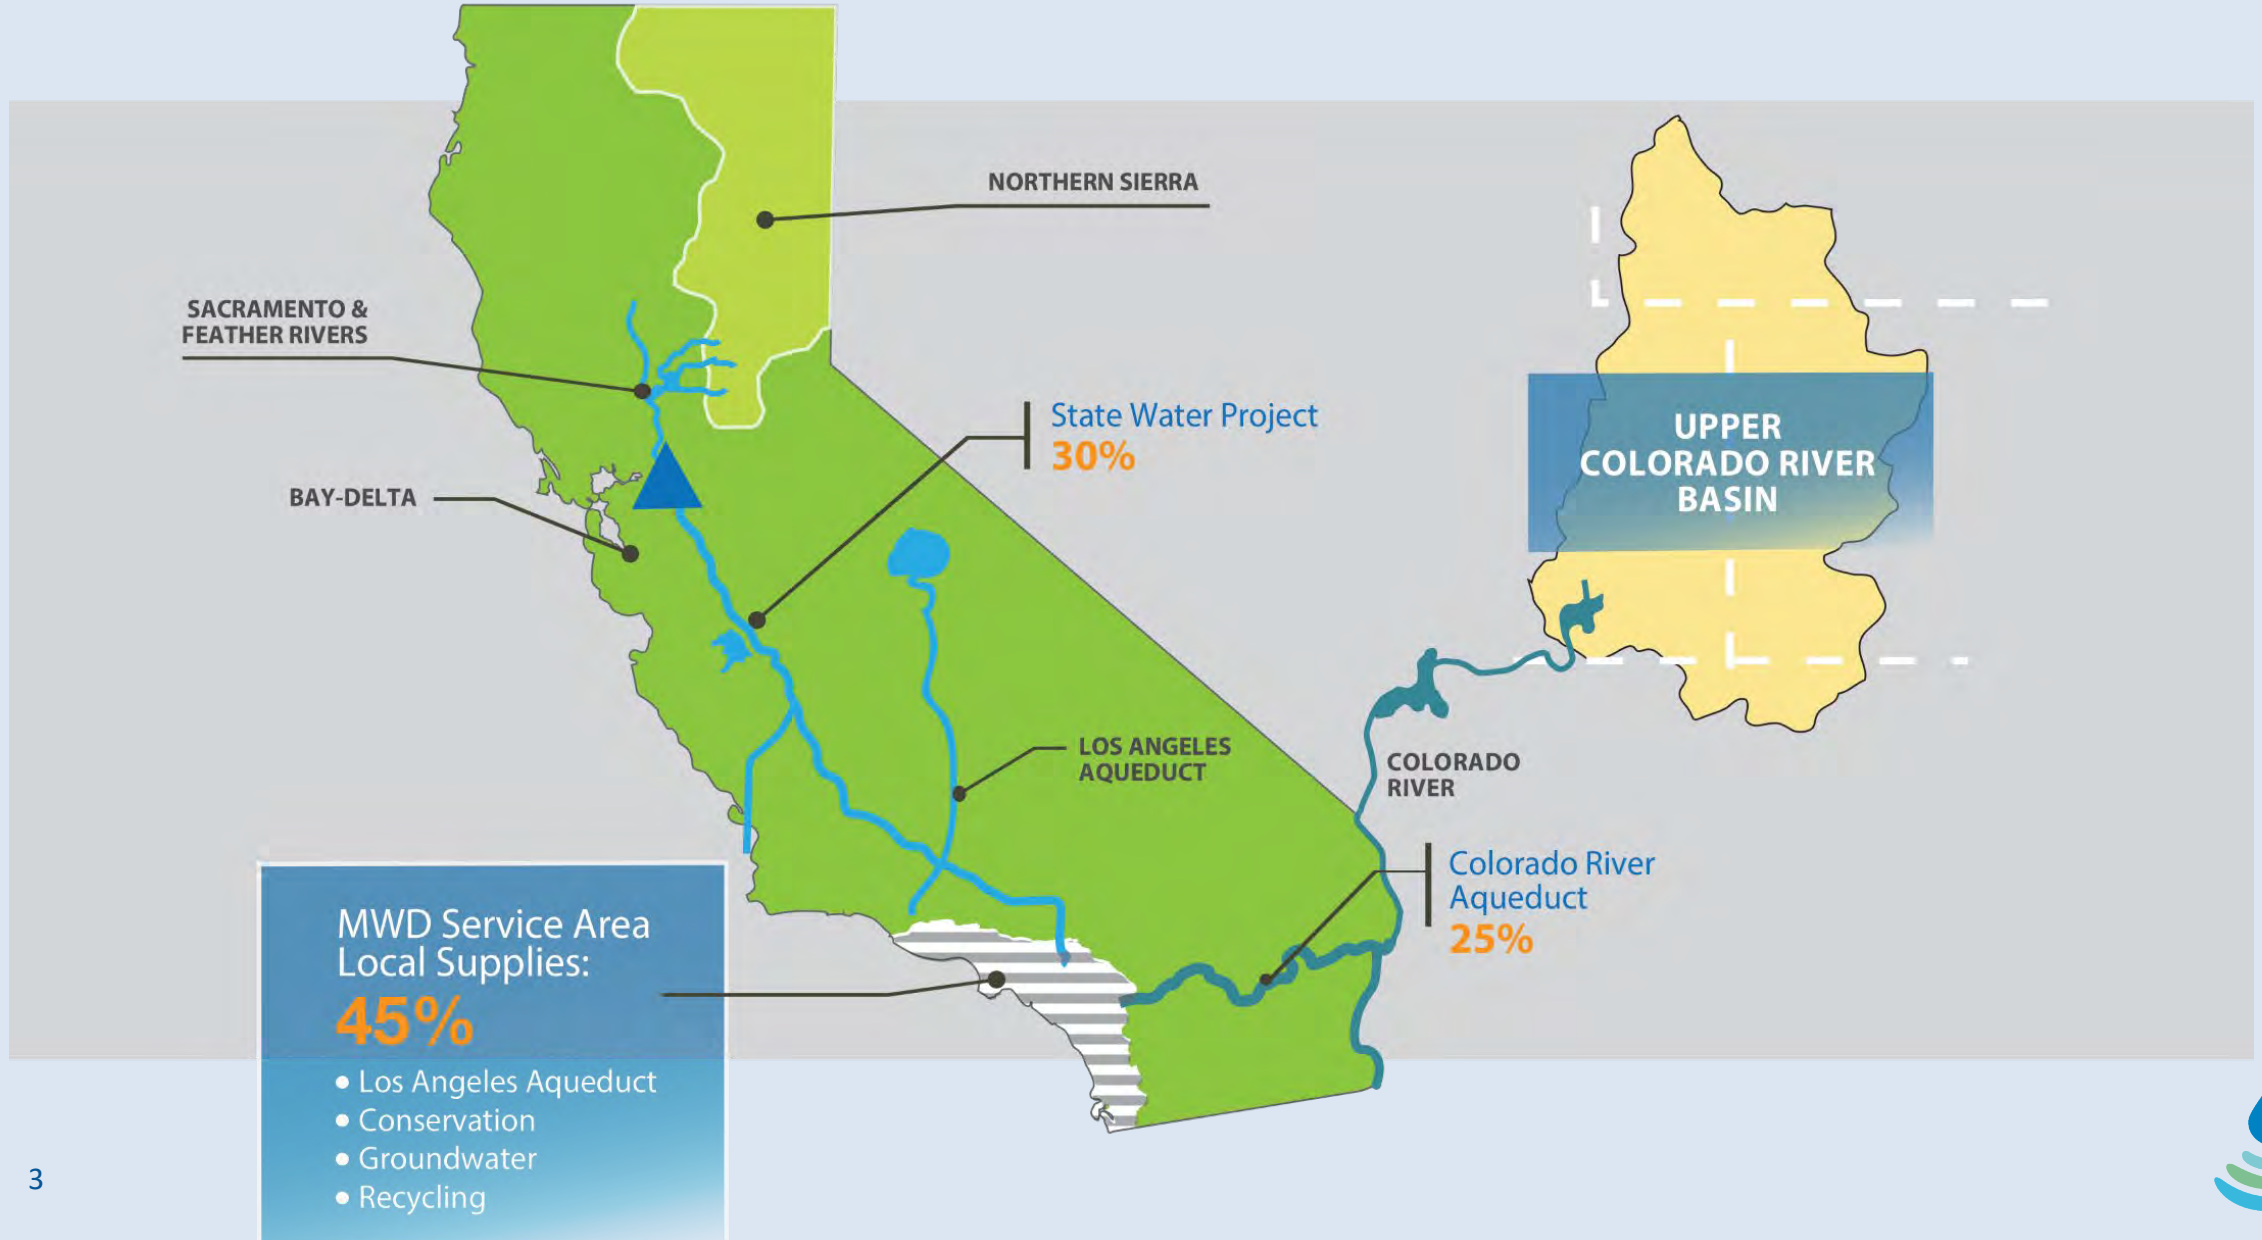 NORTHERN SIERRA
SACRAMENTO &
FEATHER RIVERS
State Water Project
30%
BAY-DELTA
UPPER
COLORADO RIVER
BASIN
LOS ANGELES
AQUEDUCT
COLORADO
RIVER
Colorado River
Aqueduct
25%
MWD Service Area
Local Supplies:
45%
• Los Angeles Aqueduct
• Conservation
• Groundwater
• Recycling
3